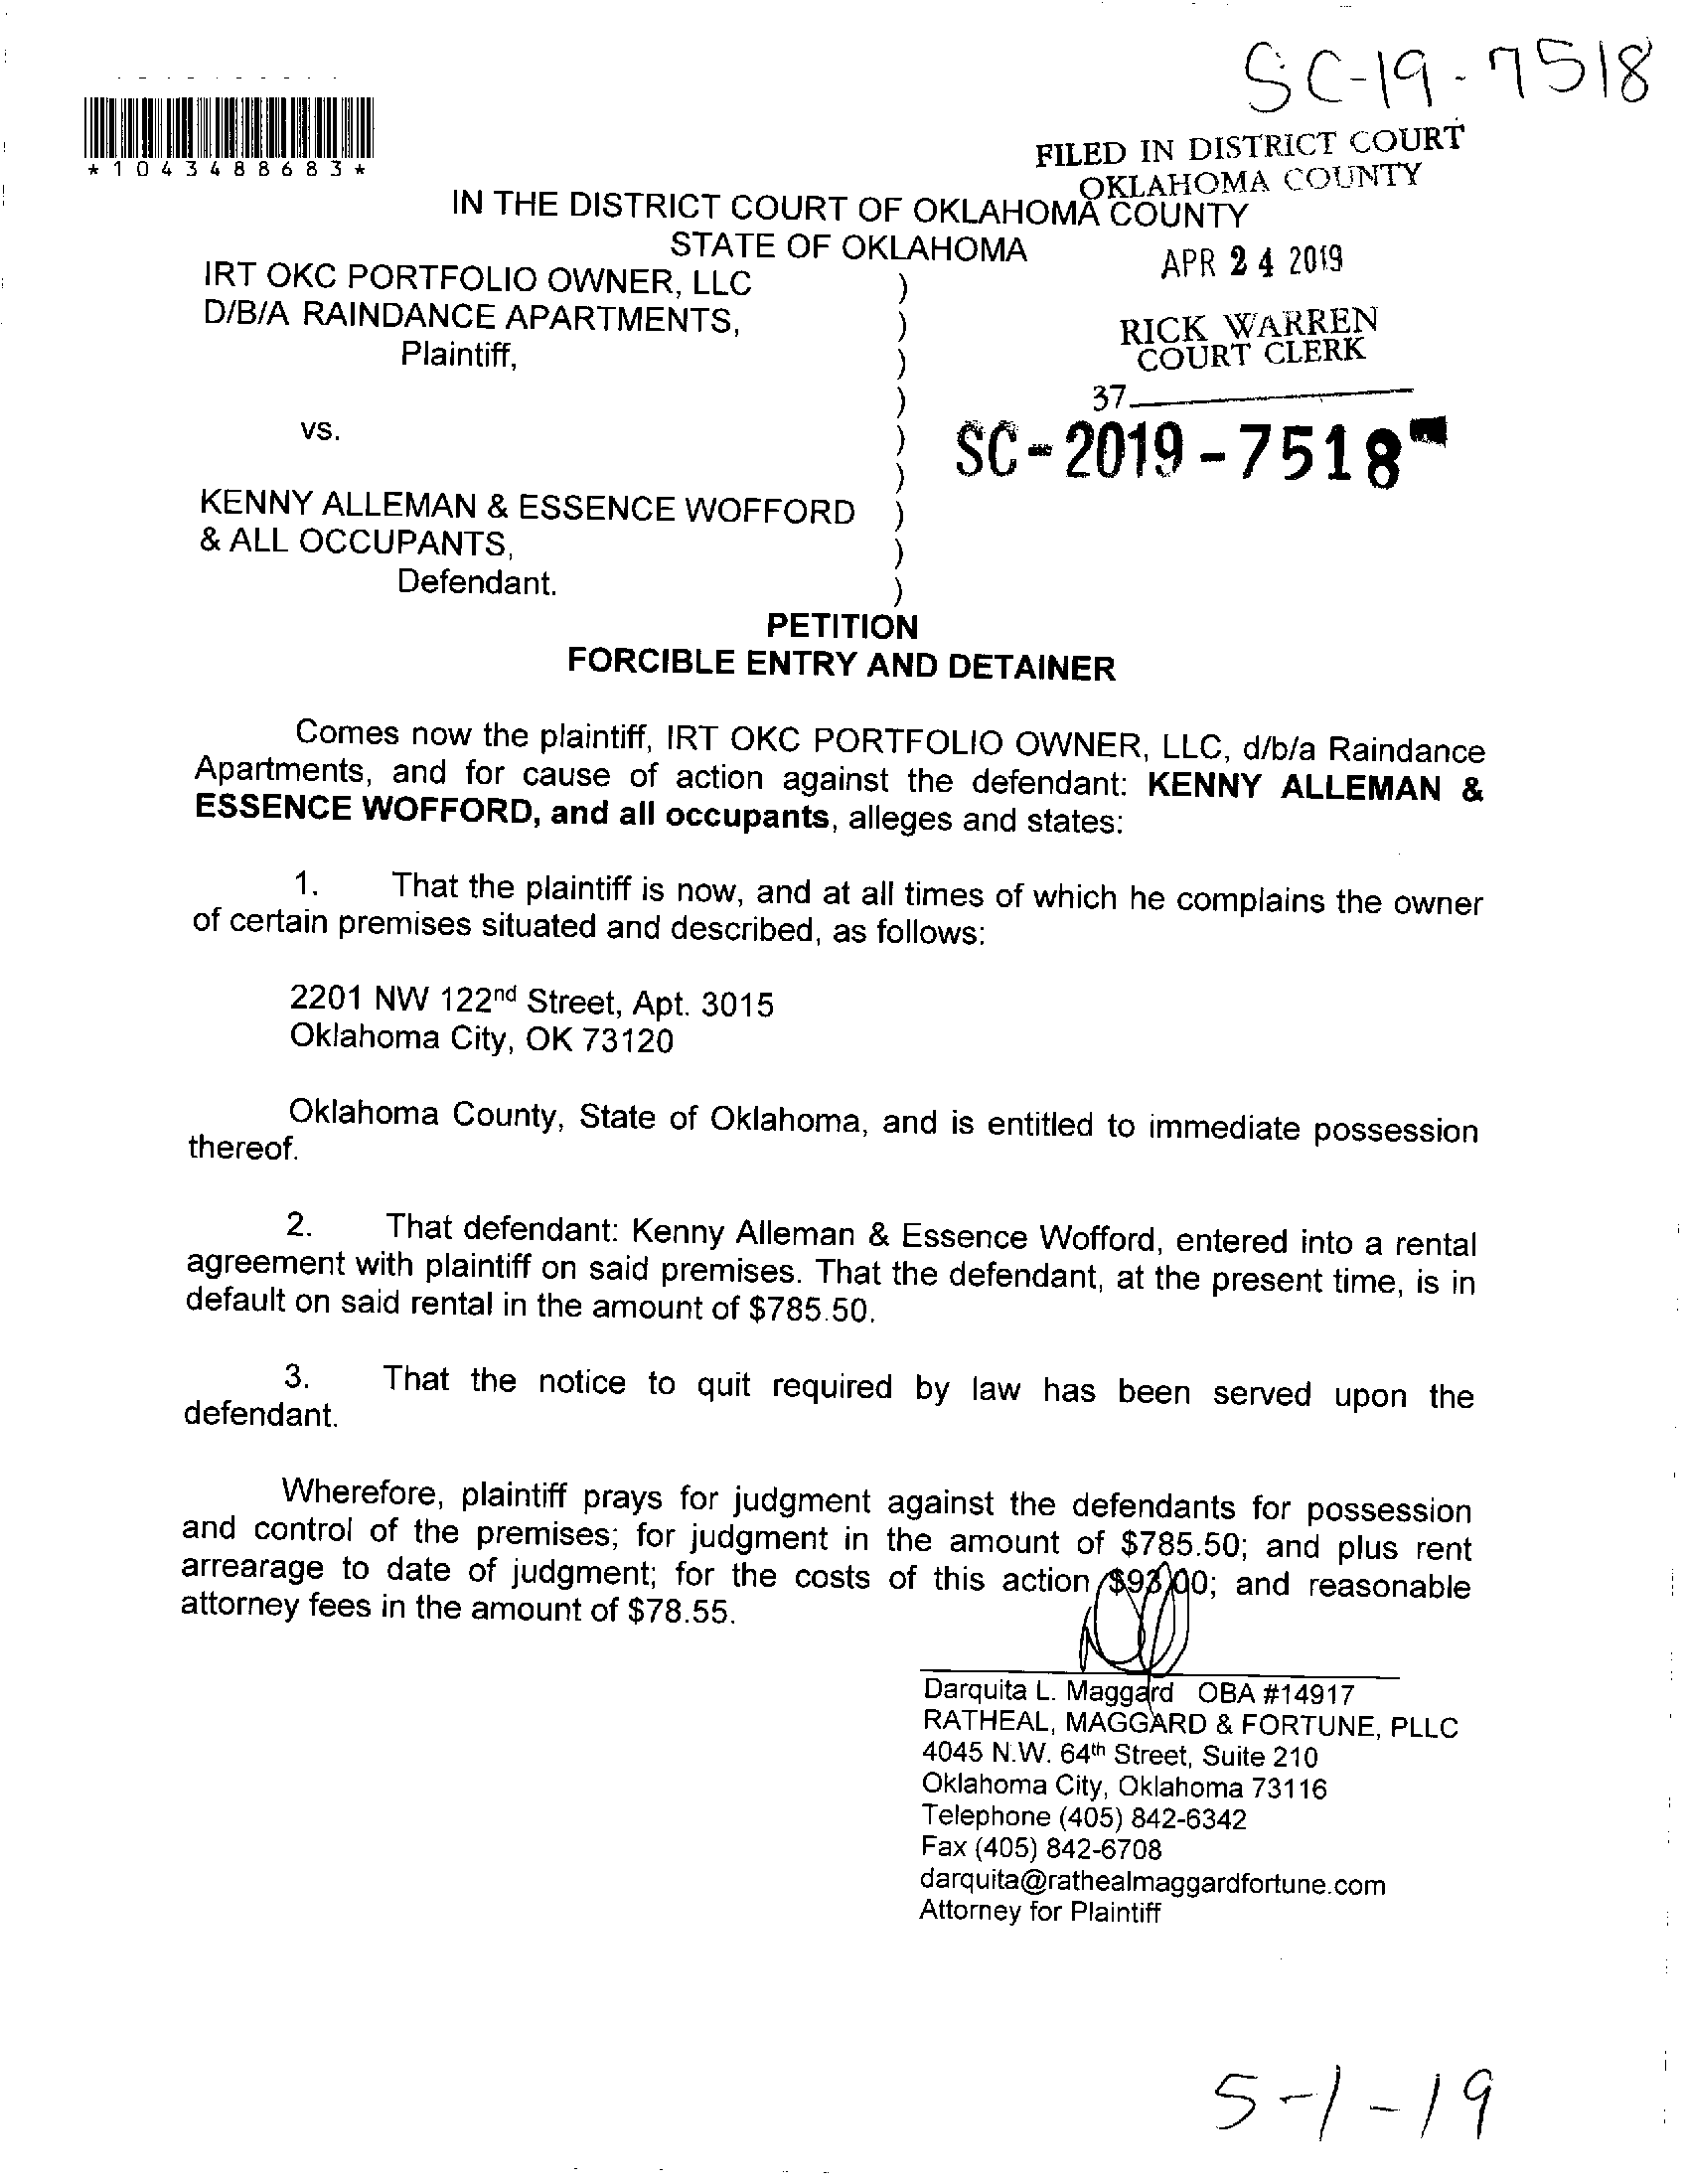 SC-19-7518
*1043488683*
FILED IN DISTRICT COURT
OKLAHOMA COUNTY
IN THE DISTRICT COURT OF OKLAHOMA COUNTY
STATE OF OKLAHOMA
APR 24 2019
IRT OKC PORTFOLIO OWNER, LLC )
D/B/A RAINDANCE APARTMENTS, )
RICK WARREN
Plaintiff, )
COURT CLERK
)
37
vs. )
SC-2019-7518
)
KENNY ALLEMAN & ESSENCE WOFFORD )
& ALL OCCUPANTS, )
Defendant. )
PETITION
FORCIBLE ENTRY AND DETAINER
Comes now the plaintiff, IRT OKC PORTFOLIO OWNER, LLC, d/b/a Raindance
Apartments, and for cause of action against the defendant: KENNY ALLEMAN &
ESSENCE WOFFORD, and all occupants, alleges and states:
1. That the plaintiff is now, and at all times of which he complains the owner
of certain premises situated and described, as follows:
2201 NW 122nd Street, Apt. 3015
Oklahoma City, OK 73120
Oklahoma County, State of Oklahoma, and is entitled to immediate possession
thereof.
2. That defendant: Kenny Alleman & Essence Wofford, entered into a rental
agreement with plaintiff on said premises. That the defendant, at the present time, is in
default on said rental in the amount of $785.50.
3. That the notice to quit required by law has been served upon the
defendant.
Wherefore, plaintiff prays for judgment against the defendants for possession
and control of the premises; for judgment in the amount of $785.50; and plus rent
arrearage to date of judgment; for the costs of this action $93.00; and reasonable
attorney fees in the amount of $78.55.
Darquita L. Maggard OBA #14917
RATHEAL, MAGGARD & FORTUNE, PLLC
4045 N.W. 64th Street, Suite 210
Oklahoma City, Oklahoma 73116
Telephone (405) 842-6342
Fax (405) 842-6708
darquita@rathealmaggardfortune.com
Attorney for Plaintiff
5-1-19